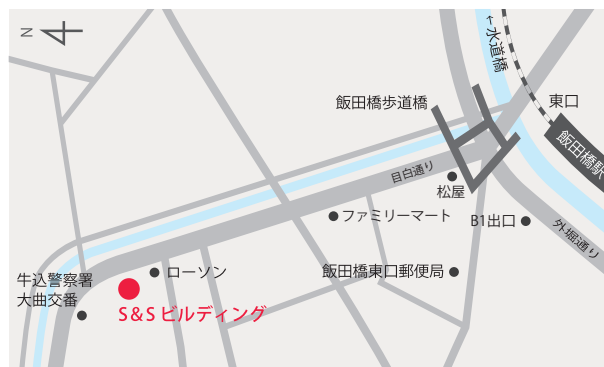 N
←水道橋
東口
飯田橋歩道橋
飯田橋駅
目白通り
松屋
ファミリーマート
B1出口
外堀通り
牛込警察署
大曲交番
ローソン
飯田橋東口郵便局
S&Sビルディング